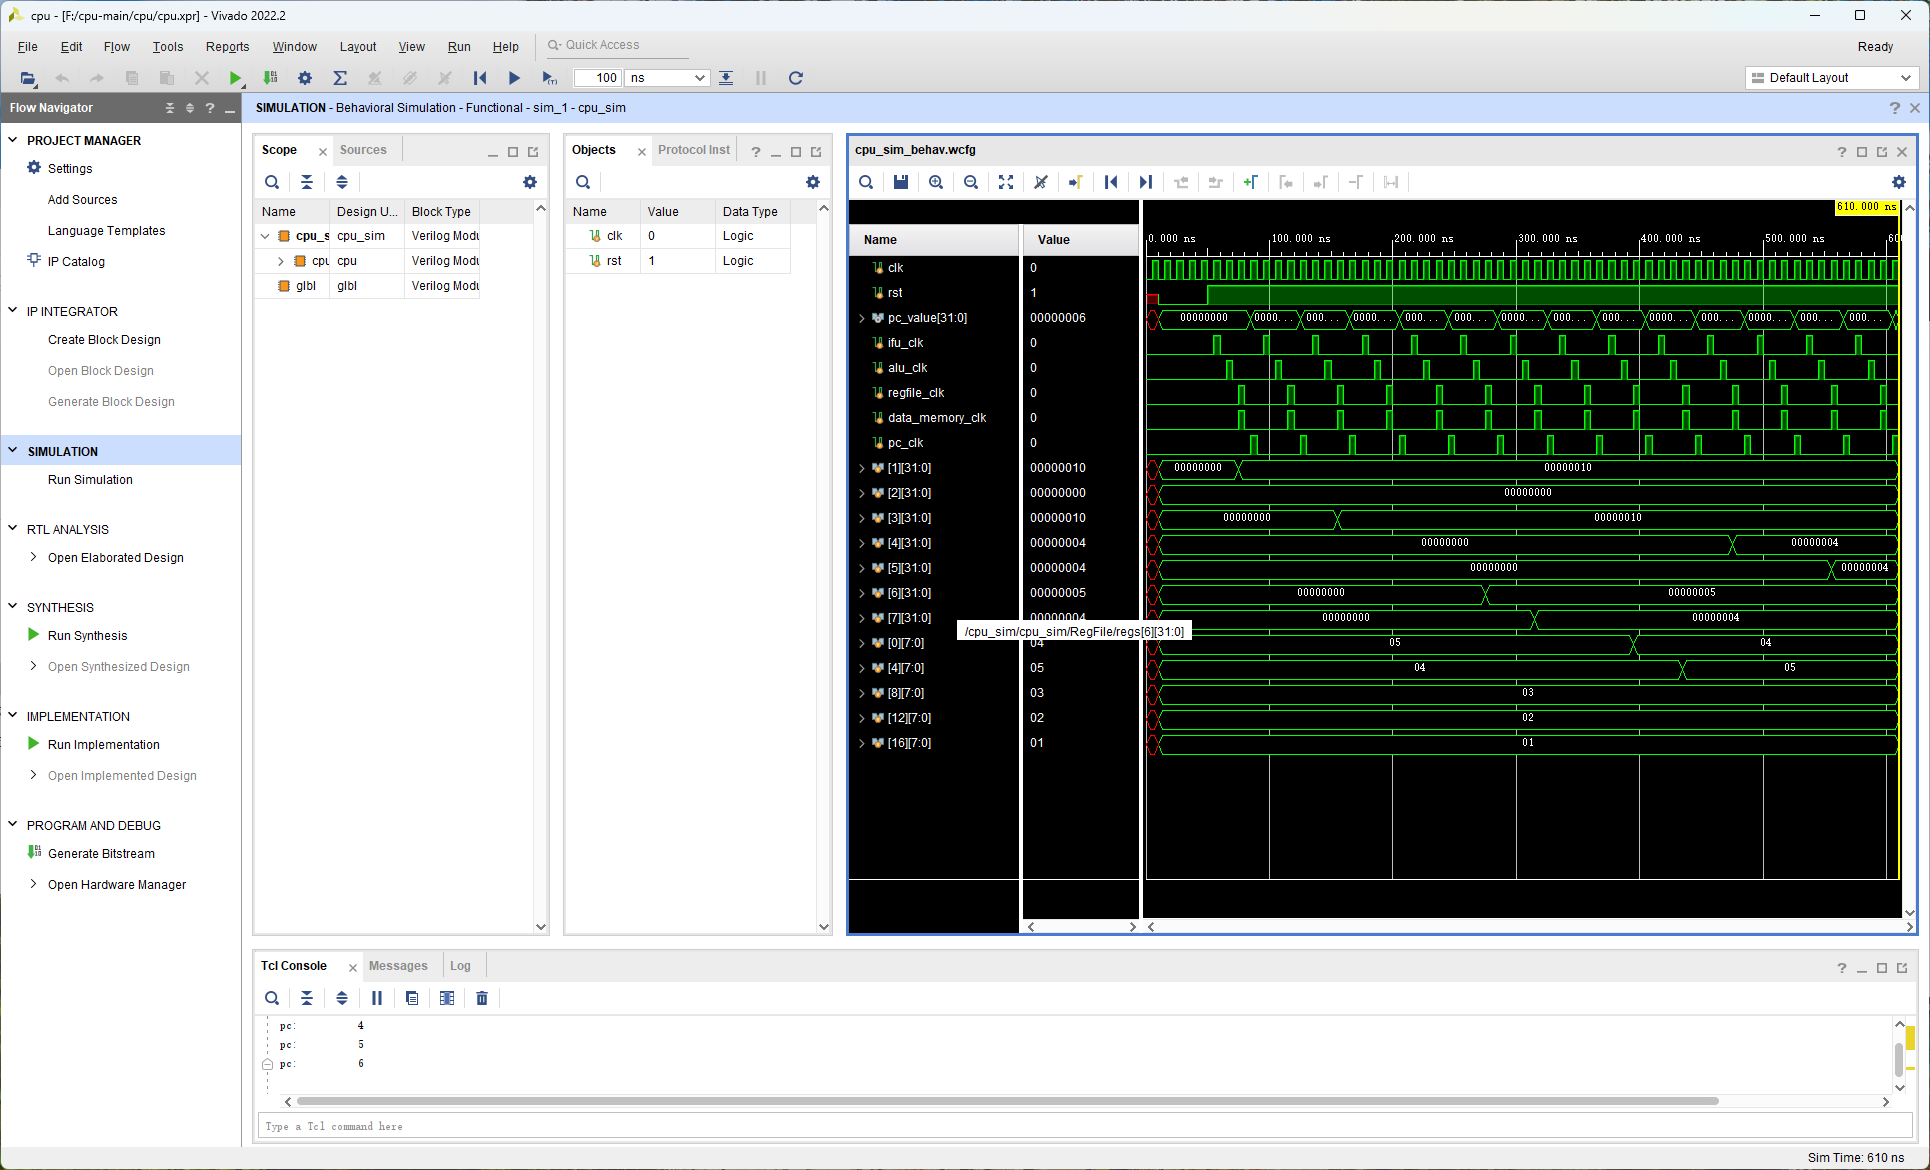 cpu - [F:/cpu-main/cpu/cpu.xpr] - Vivado 2022.2
File Edit Flow Tools Reports Window Layout View Run Help Quick Access Ready
100 ns Default Layout
Flow Navigator
SIMULATION - Behavioral Simulation - Functional - sim_1 - cpu_sim
PROJECT MANAGER
Settings
Add Sources
Language Templates
IP Catalog
IP INTEGRATOR
Create Block Design
Open Block Design
Generate Block Design
SIMULATION
Run Simulation
RTL ANALYSIS
Open Elaborated Design
SYNTHESIS
Run Synthesis
Open Synthesized Design
IMPLEMENTATION
Run Implementation
Open Implemented Design
PROGRAM AND DEBUG
Generate Bitstream
Open Hardware Manager
Scope Sources
Name Design U... Block Type
cpu_s cpu_sim Verilog Modu
cpu cpu Verilog Modu
glbl glbl Verilog Modu
Objects Protocol Inst
Name Value Data Type
clk 0 Logic
rst 1 Logic
cpu_sim_behav.wcfg
610.000 ns
Name Value 0.000 ns 100.000 ns 200.000 ns 300.000 ns 400.000 ns 500.000 ns 60
clk 0
rst 1
pc_value[31:0] 00000006 00000000 0000... 000... 0000... 000... 000... 000... 000... 0000... 000... 0000... 0000... 000... 000...
ifu_clk 0
alu_clk 0
regfile_clk 0
data_memory_clk 0
pc_clk 0
[1][31:0] 00000010 00000000 00000010
[2][31:0] 00000000 00000000
[3][31:0] 00000010 00000000 00000010
[4][31:0] 00000004 00000000 00000004
[5][31:0] 00000004 00000000 00000004
[6][31:0] 00000005 00000000 00000005
[7][31:0] 00000004 00000000 00000004
/cpu_sim/cpu_sim/RegFile/regs[6][31:0]
[0][7:0] 04 05 04
[4][7:0] 05 04 05
[8][7:0] 03 03
[12][7:0] 02 02
[16][7:0] 01 01
Tcl Console Messages Log
pc: 4
pc: 5
pc: 6
Type a Tcl command here
Sim Time: 610 ns